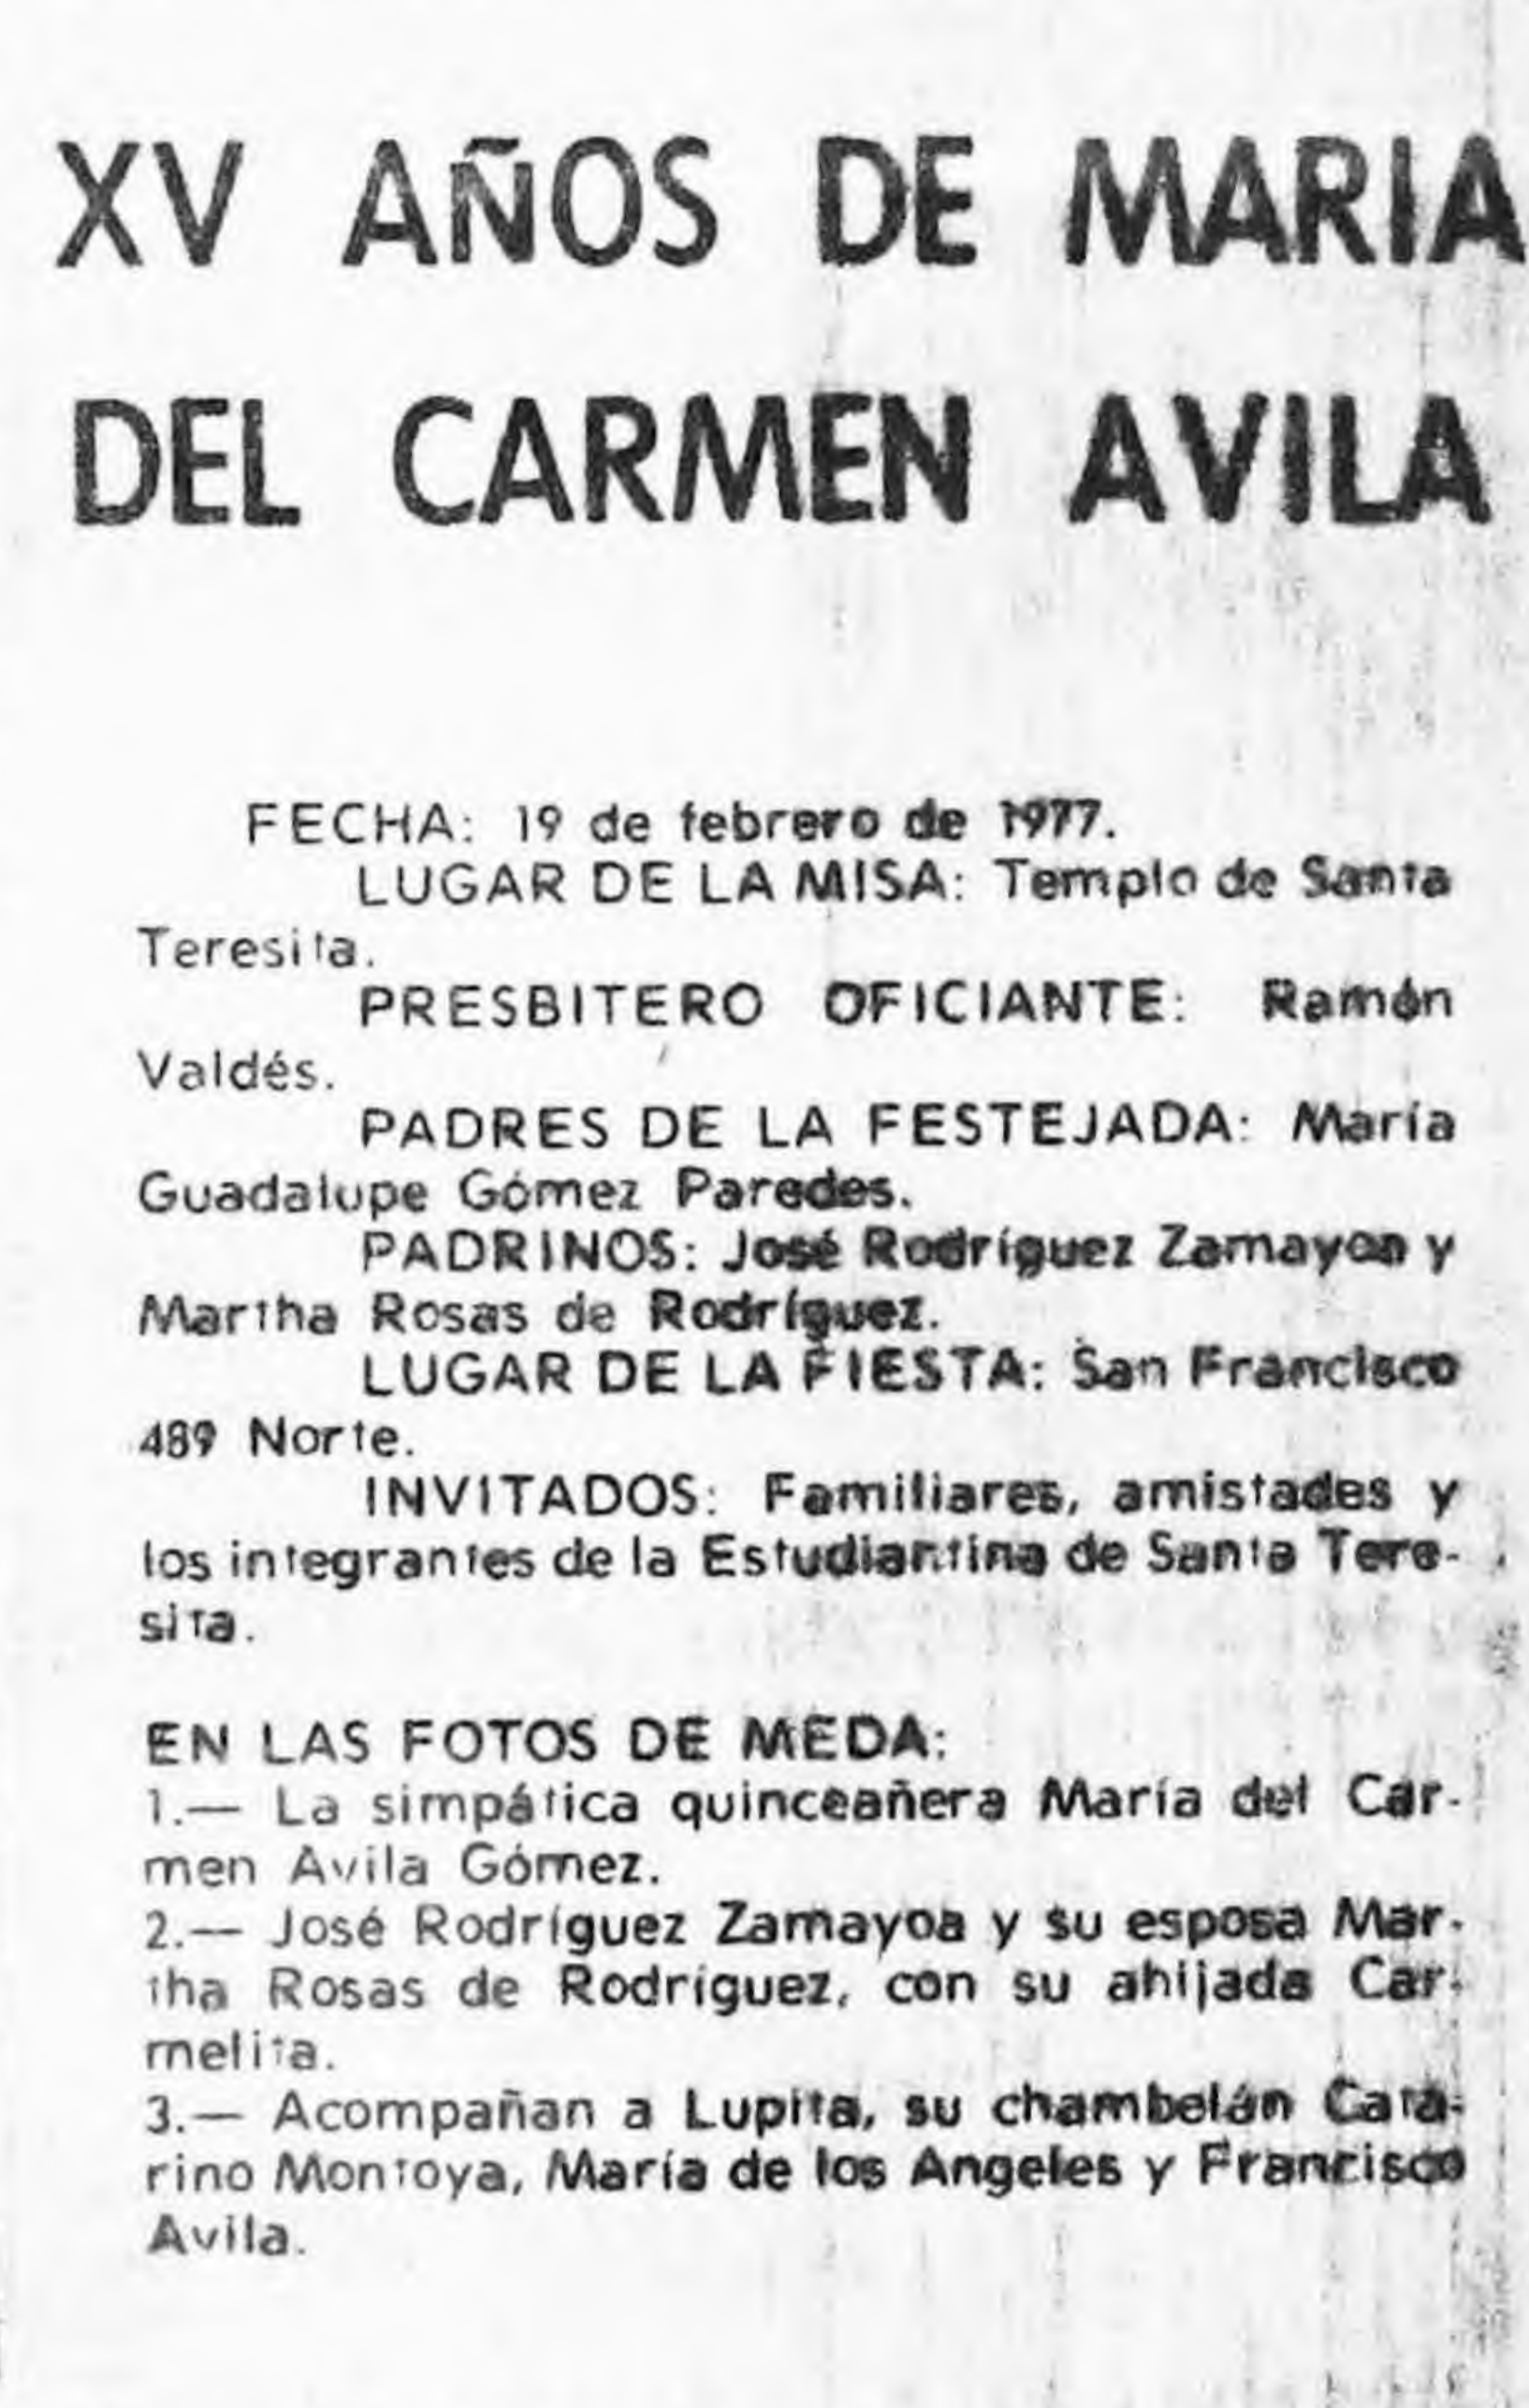 XV AÑOS DE MARIA
DEL CARMEN AVILA
FECHA: 19 de febrero de 1977.
LUGAR DE LA MISA: Templo de Santa
Teresita.
PRESBITERO OFICIANTE: Ramón
Valdés.
PADRES DE LA FESTEJADA: María
Guadalupe Gómez Paredes.
PADRINOS: José Rodríguez Zamayoa y
Martha Rosas de Rodríguez.
LUGAR DE LA FIESTA: San Francisco
489 Norte.
INVITADOS: Familiares, amistades y
los integrantes de la Estudiantina de Santa Tere-
sita.
EN LAS FOTOS DE MEDA:
1.— La simpática quinceañera María del Car-
men Avila Gómez.
2.— José Rodríguez Zamayoa y su esposa Mar-
tha Rosas de Rodríguez, con su ahijada Car-
melita.
3.— Acompañan a Lupita, su chambelán Cata-
rino Montoya, María de los Angeles y Francisco
Avila.